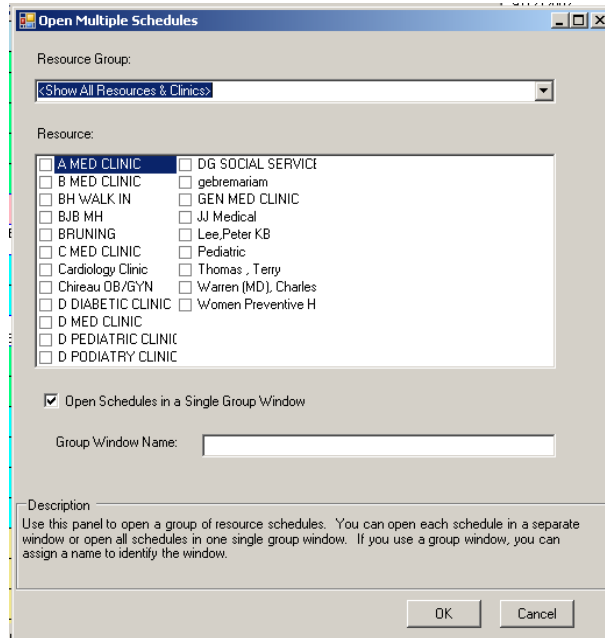 Open Multiple Schedules
Resource Group:
<Show All Resources & Clinics>
Resource:
A MED CLINIC
B MED CLINIC
BH WALK IN
BJB MH
BRUNING
C MED CLINIC
Cardiology Clinic
Chireau OB/GYN
D DIABETIC CLINIC
D MED CLINIC
D PEDIATRIC CLINIC
D PODIATRY CLINIC
DG SOCIAL SERVICE
gebremariam
GEN MED CLINIC
JJ Medical
Lee,Peter KB
Pediatric
Thomas , Terry
Warren (MD), Charles
Women Preventive H
Open Schedules in a Single Group Window
Group Window Name:
Description
Use this panel to open a group of resource schedules.  You can open each schedule in a separate
window or open all schedules in one single group window.  If you use a group window, you can
assign a name to identify the window.
OK
Cancel